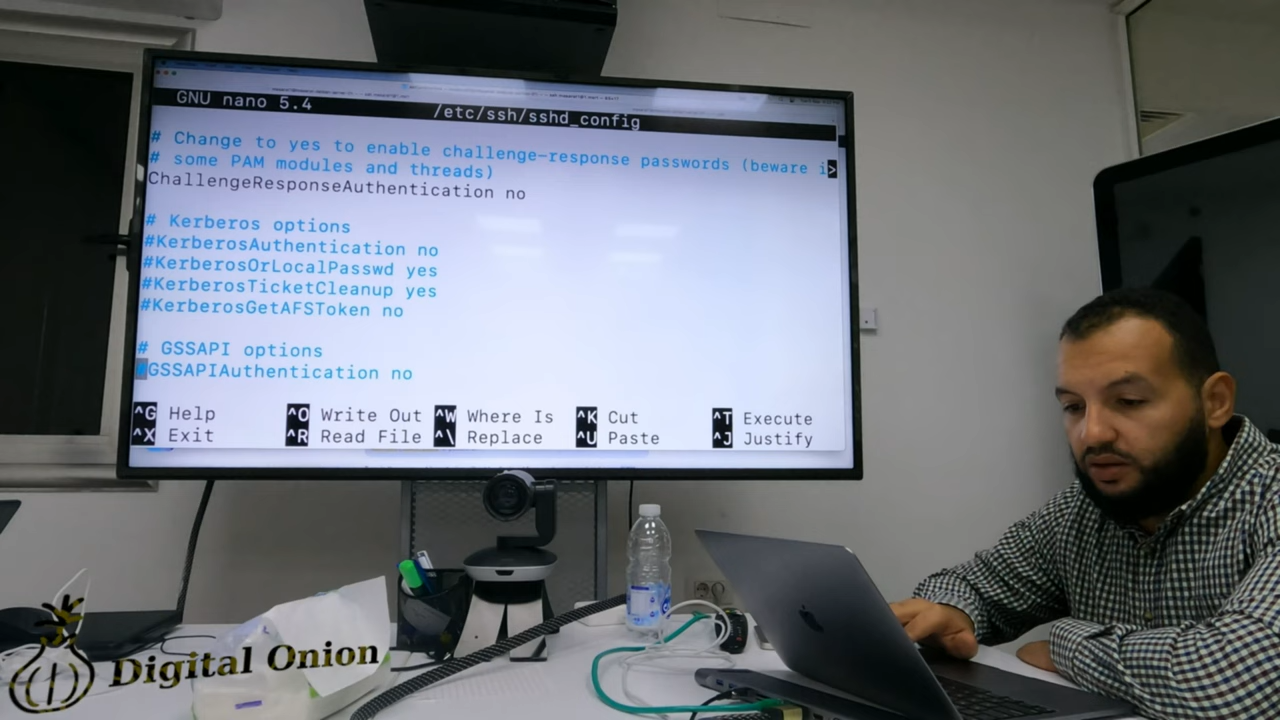 GNU nano 5.4
/etc/ssh/sshd_config
# Change to yes to enable challenge-response passwords (beware i>
# some PAM modules and threads)
ChallengeResponseAuthentication no
# Kerberos options
#KerberosAuthentication no
#KerberosOrLocalPasswd yes
#KerberosTicketCleanup yes
#KerberosGetAFSToken no
# GSSAPI options
#GSSAPIAuthentication no
^G Help ^O Write Out ^W Where Is ^K Cut ^T Execute
^X Exit ^R Read File ^\ Replace ^U Paste ^J Justify
Digital Onion